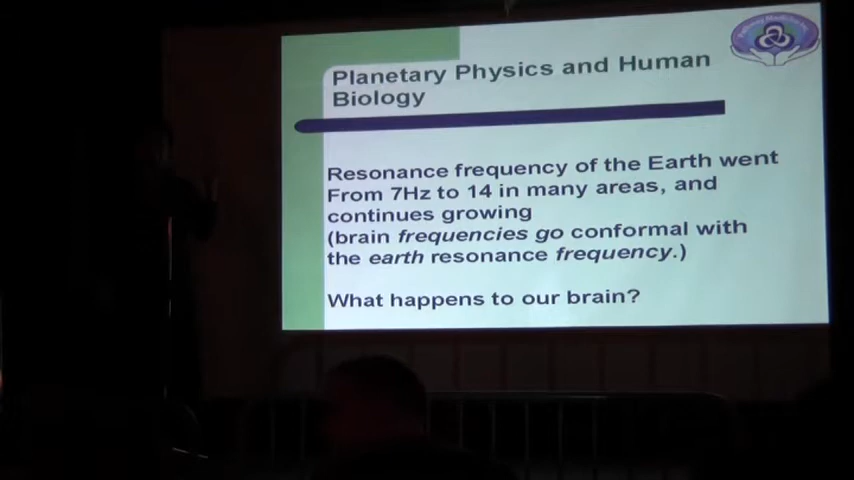 Planetary Physics and Human
Biology
Resonance frequency of the Earth went
From 7Hz to 14 in many areas, and
continues growing
(brain frequencies go conformal with
the earth resonance frequency.)
What happens to our brain?